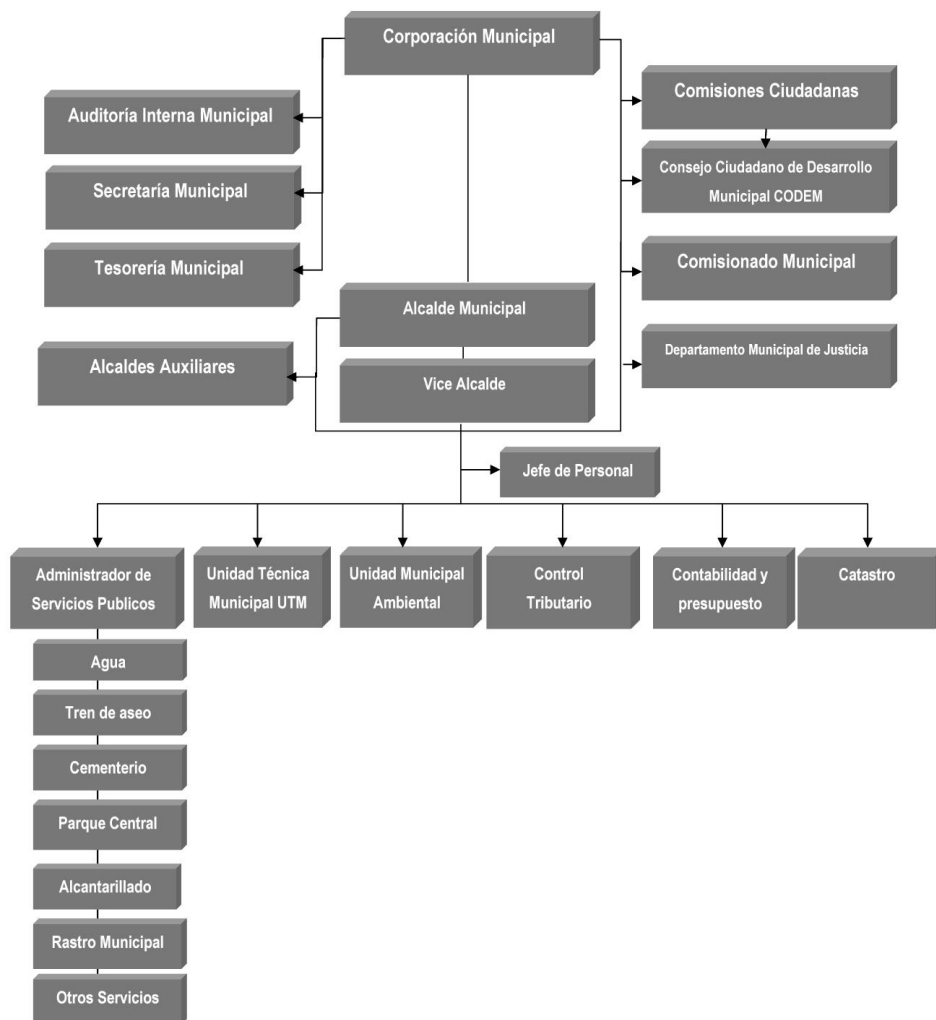 Corporación Municipal
Auditoría Interna Municipal
Secretaría Municipal
Tesorería Municipal
Comisiones Ciudadanas
Consejo Ciudadano de Desarrollo
Municipal CODEM
Comisionado Municipal
Departamento Municipal de Justicia
Alcalde Municipal
Alcaldes Auxiliares
Vice Alcalde
Jefe de Personal
Administrador de
Servicios Publicos
Unidad Técnica
Municipal UTM
Unidad Municipal
Ambiental
Control
Tributario
Contabilidad y
presupuesto
Catastro
Agua
Tren de aseo
Cementerio
Parque Central
Alcantarillado
Rastro Municipal
Otros Servicios